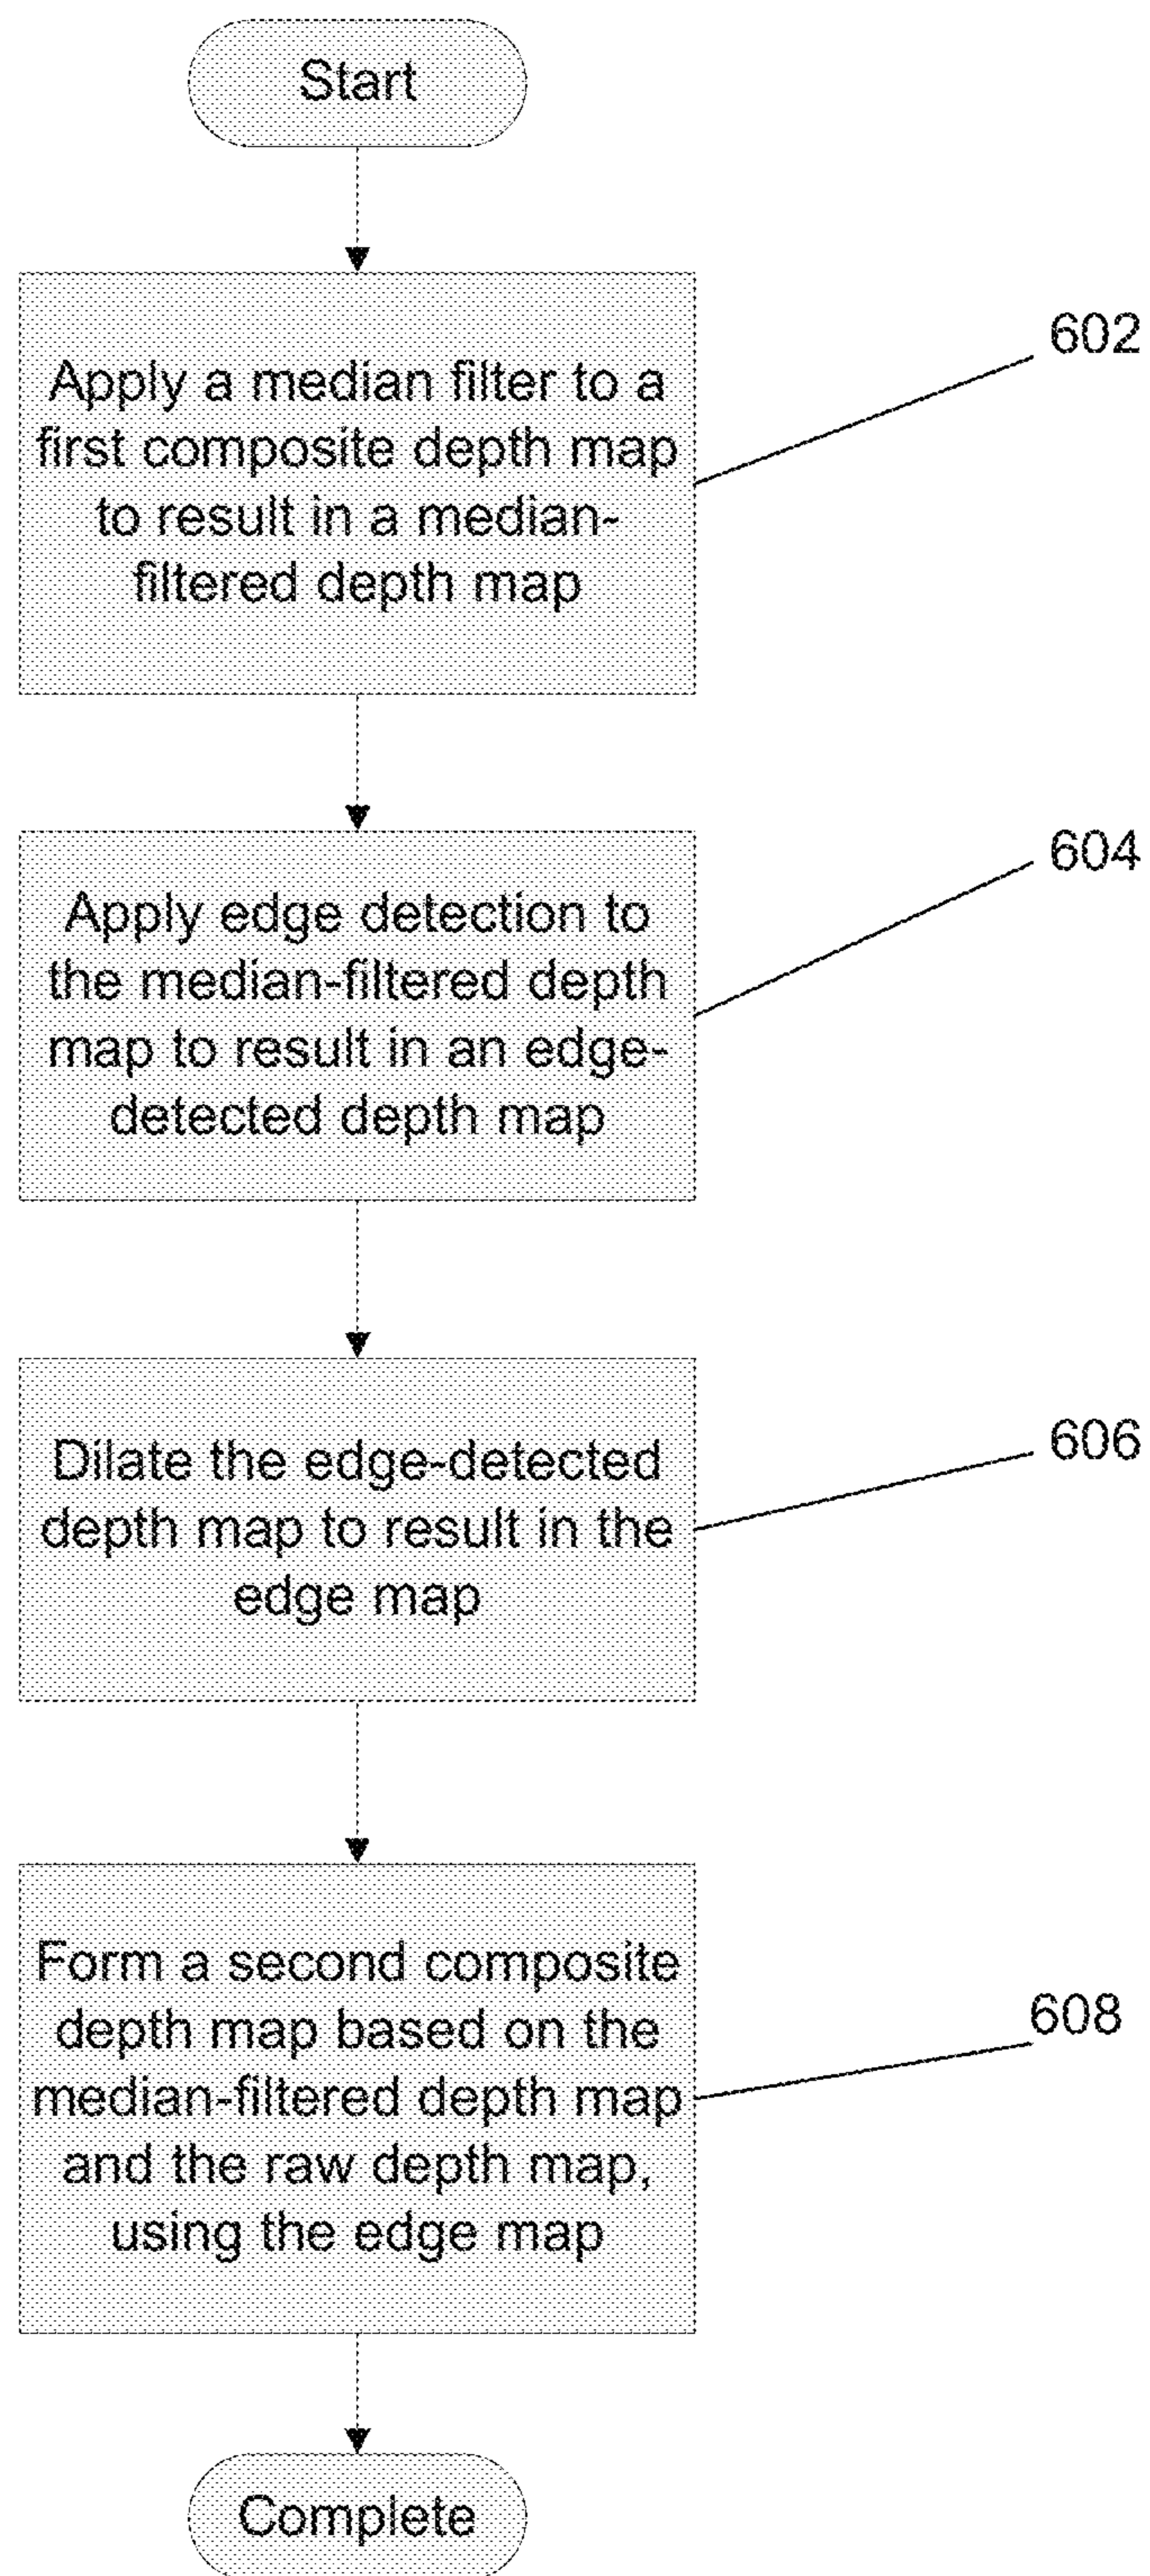 Start
Apply a median filter to a
first composite depth map
to result in a median-
filtered depth map
602
Apply edge detection to
the median-filtered depth
map to result in an edge-
detected depth map
604
Dilate the edge-detected
depth map to result in the
edge map
606
Form a second composite
depth map based on the
median-filtered depth map
and the raw depth map,
using the edge map
608
Complete